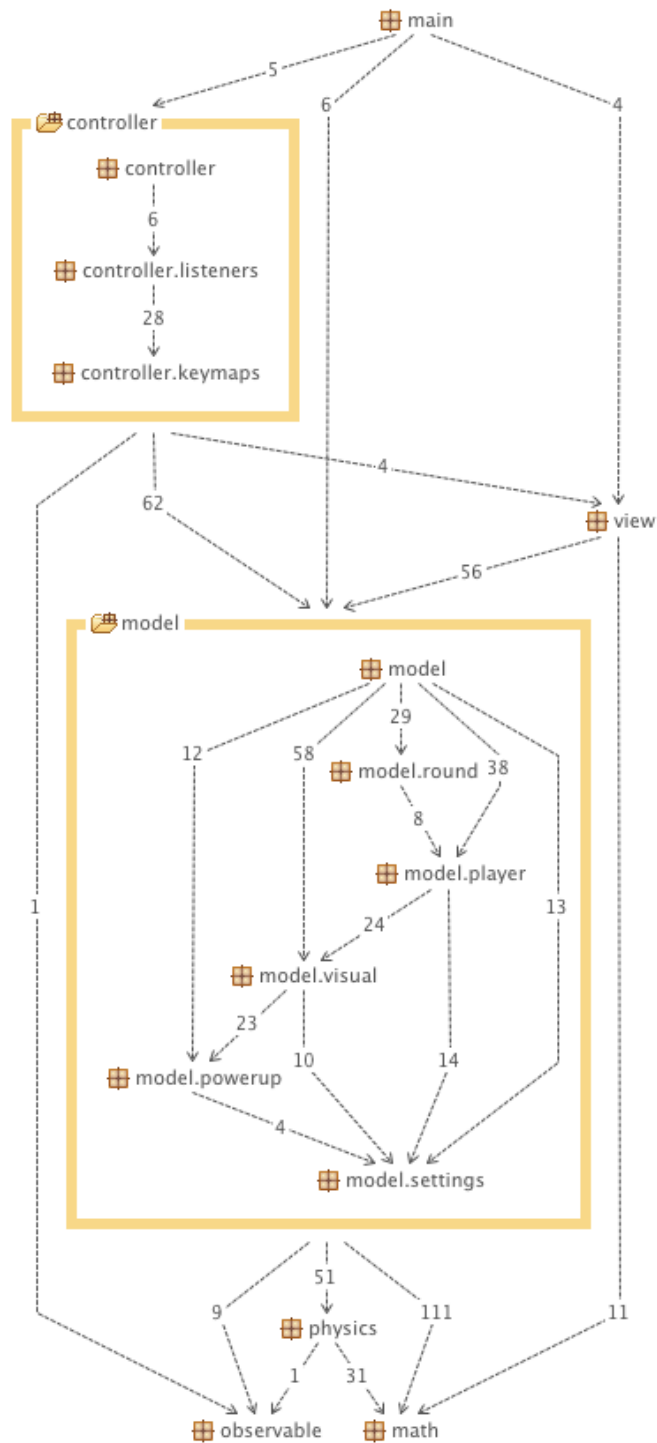 main
5
6
4
controller
controller
6
controller.listeners
28
controller.keymaps
4
62
view
56
model
model
29
12
58
38
model.round
8
model.player
1
13
24
model.visual
23
10
14
model.powerup
4
model.settings
51
9
111
11
physics
1
31
observable
math